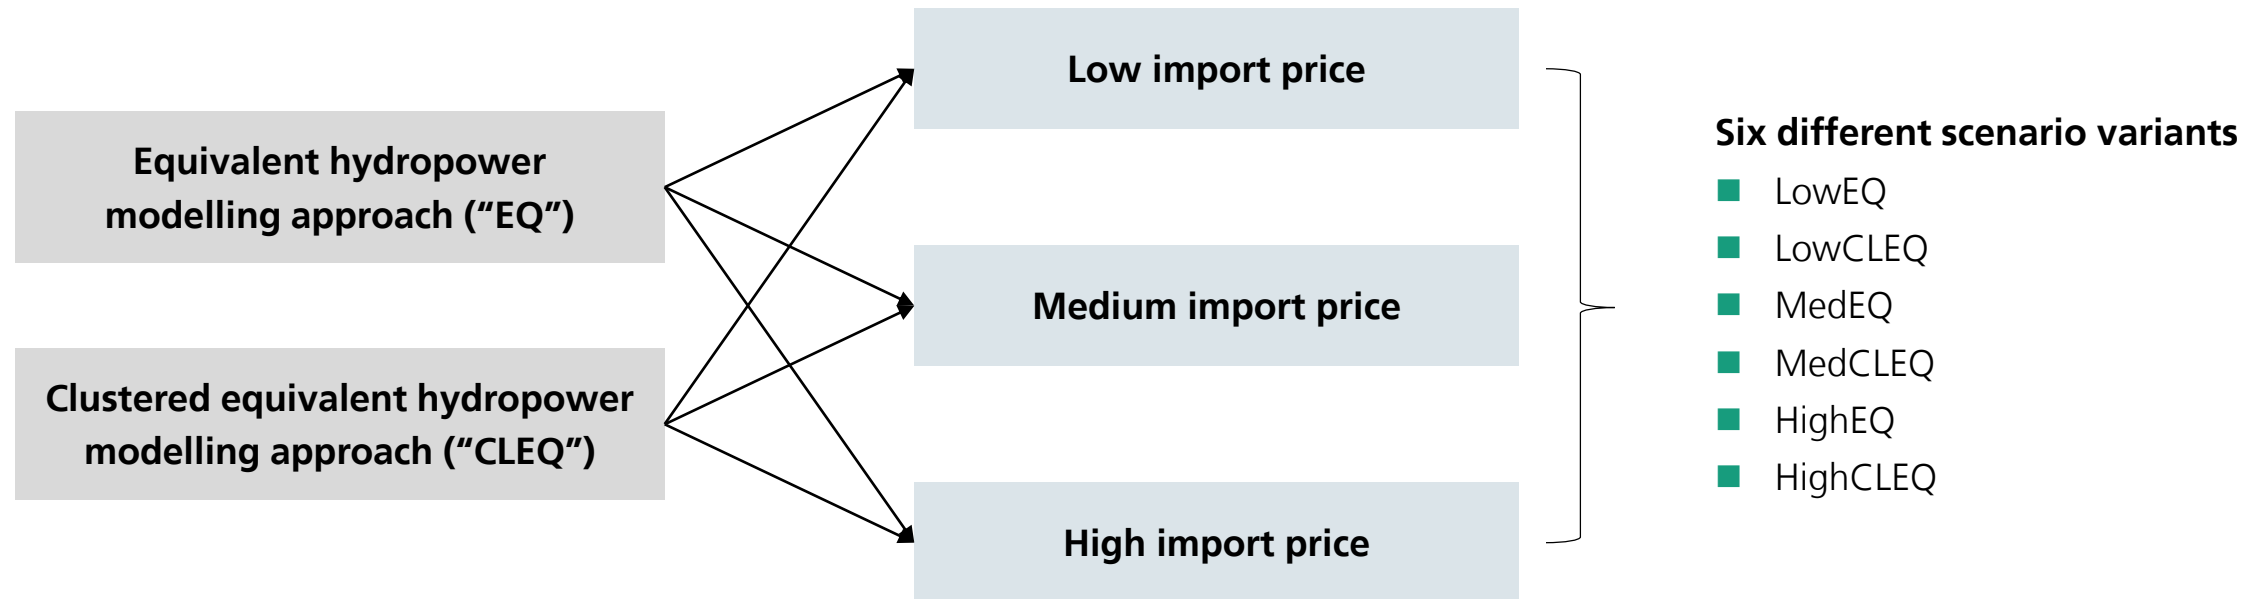 Equivalent hydropower
modelling approach (“EQ”)
Clustered equivalent hydropower
modelling approach (“CLEQ”)
Low import price
Medium import price
High import price
Six different scenario variants
LowEQ
LowCLEQ
MedEQ
MedCLEQ
HighEQ
HighCLEQ